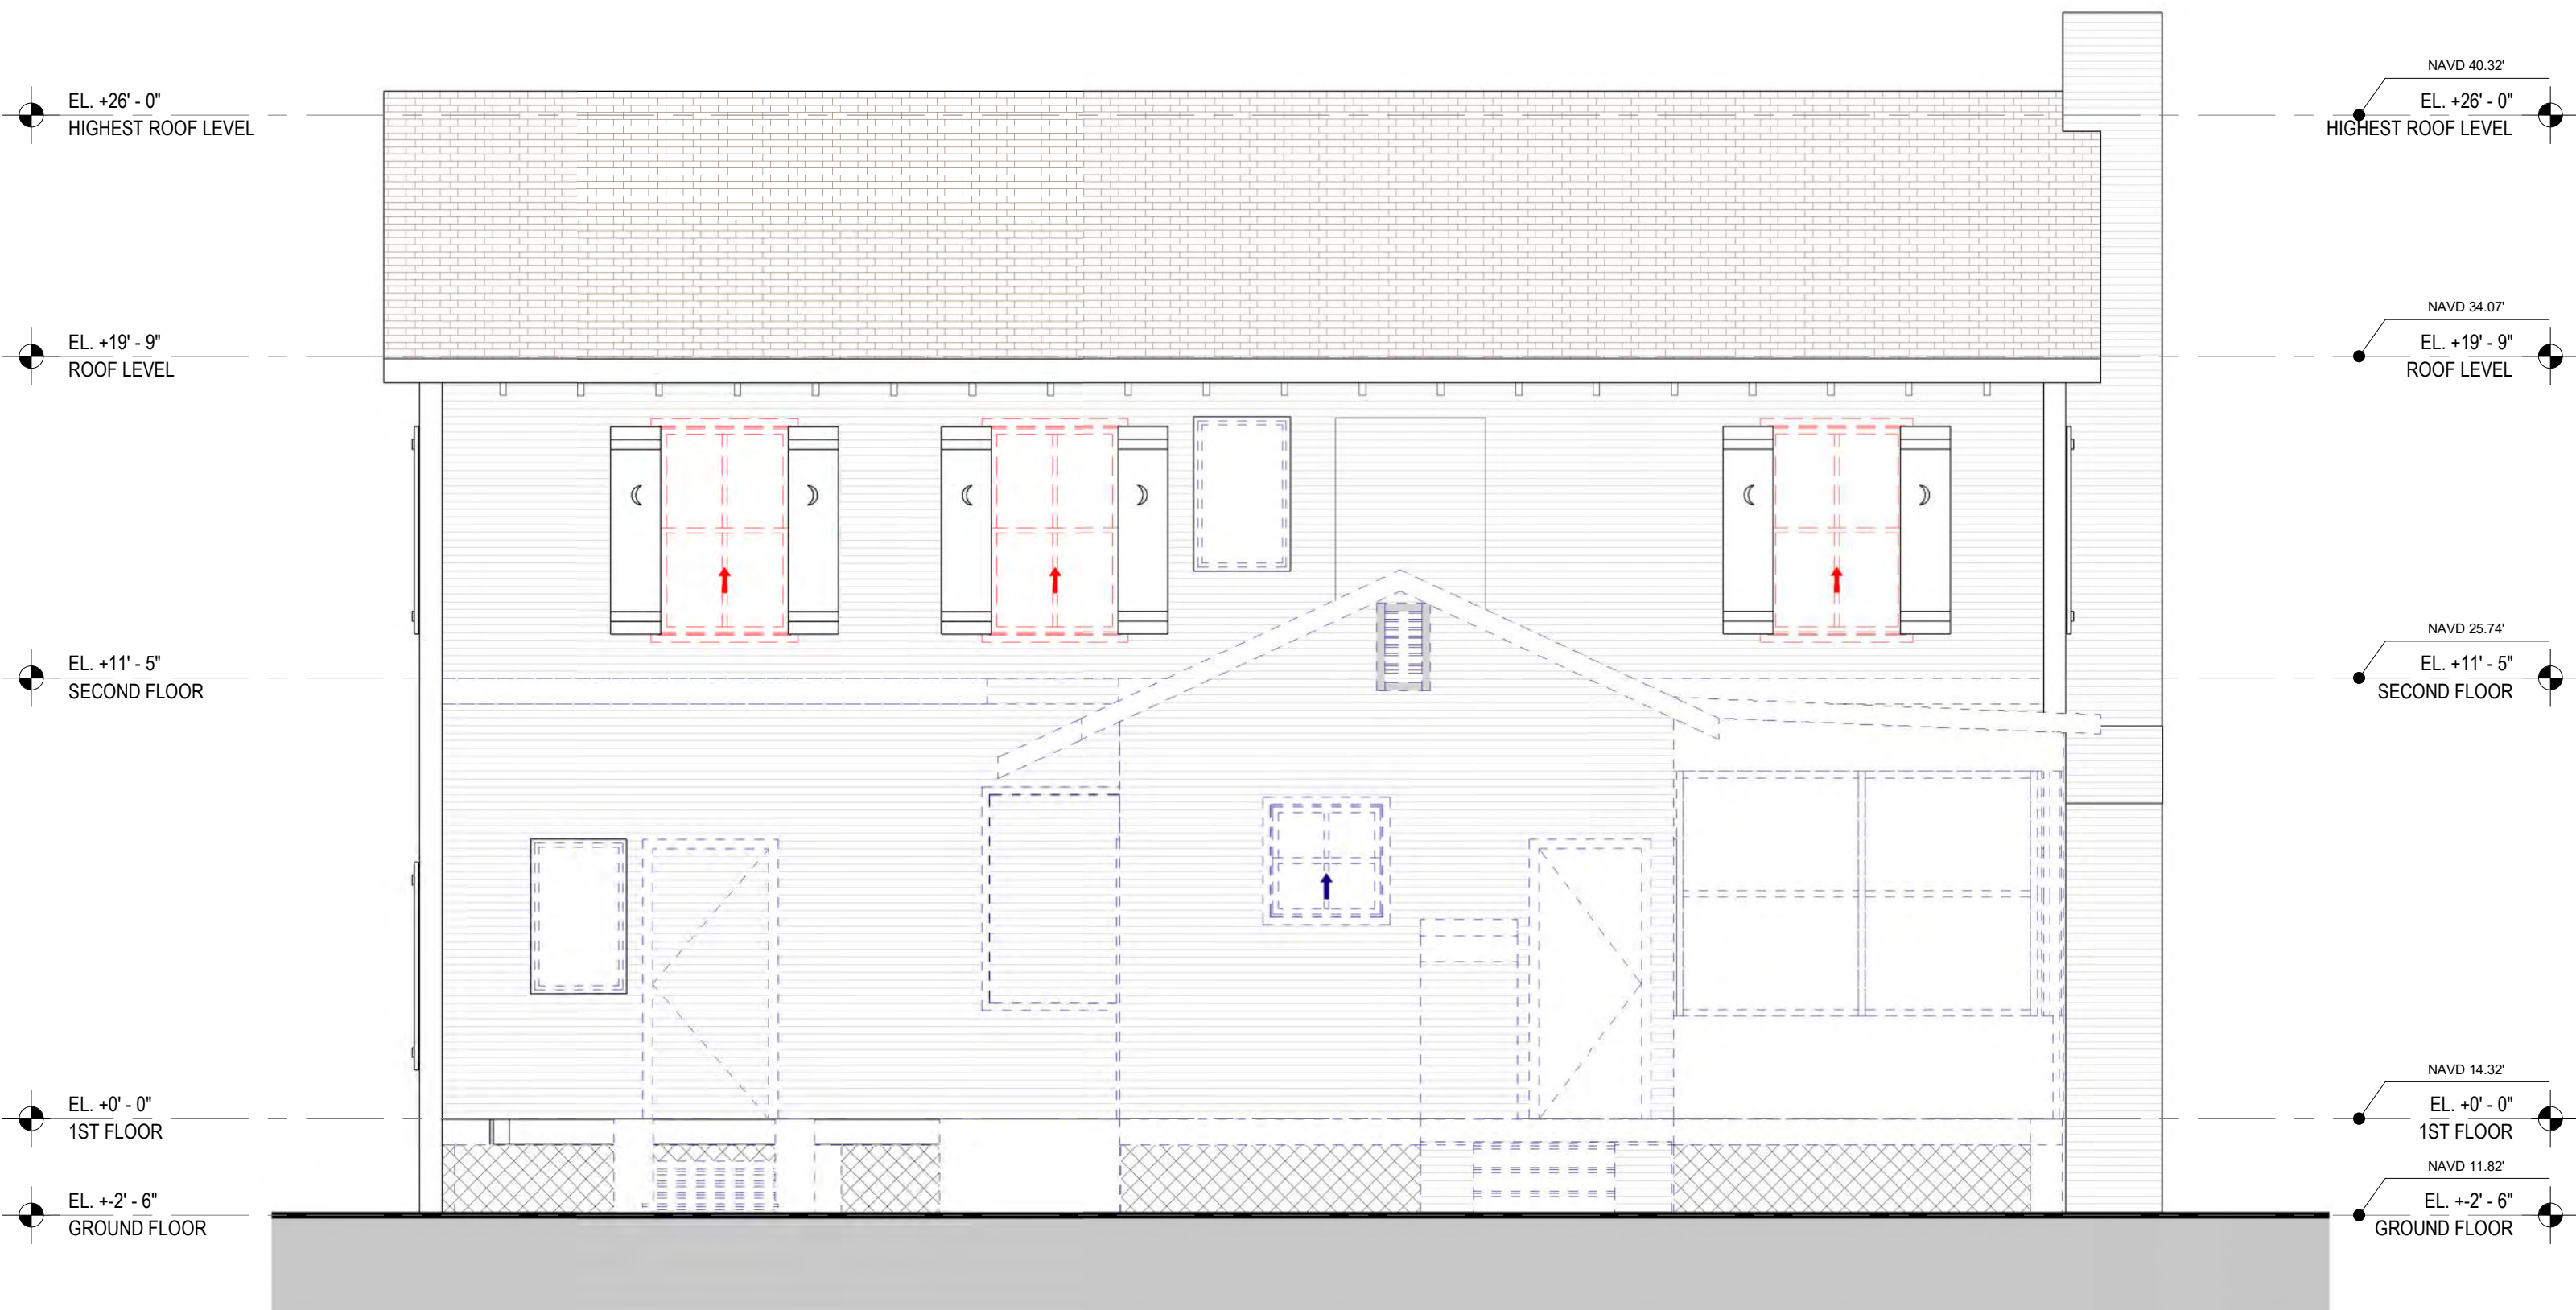 EL. +26' - 0"
HIGHEST ROOF LEVEL
EL. +19' - 9"
ROOF LEVEL
EL. +11' - 5"
SECOND FLOOR
EL. +0' - 0"
1ST FLOOR
EL. +-2' - 6"
GROUND FLOOR
NAVD 40.32'
EL. +26' - 0"
HIGHEST ROOF LEVEL
NAVD 34.07'
EL. +19' - 9"
ROOF LEVEL
NAVD 25.74'
EL. +11' - 5"
SECOND FLOOR
NAVD 14.32'
EL. +0' - 0"
1ST FLOOR
NAVD 11.82'
EL. +-2' - 6"
GROUND FLOOR